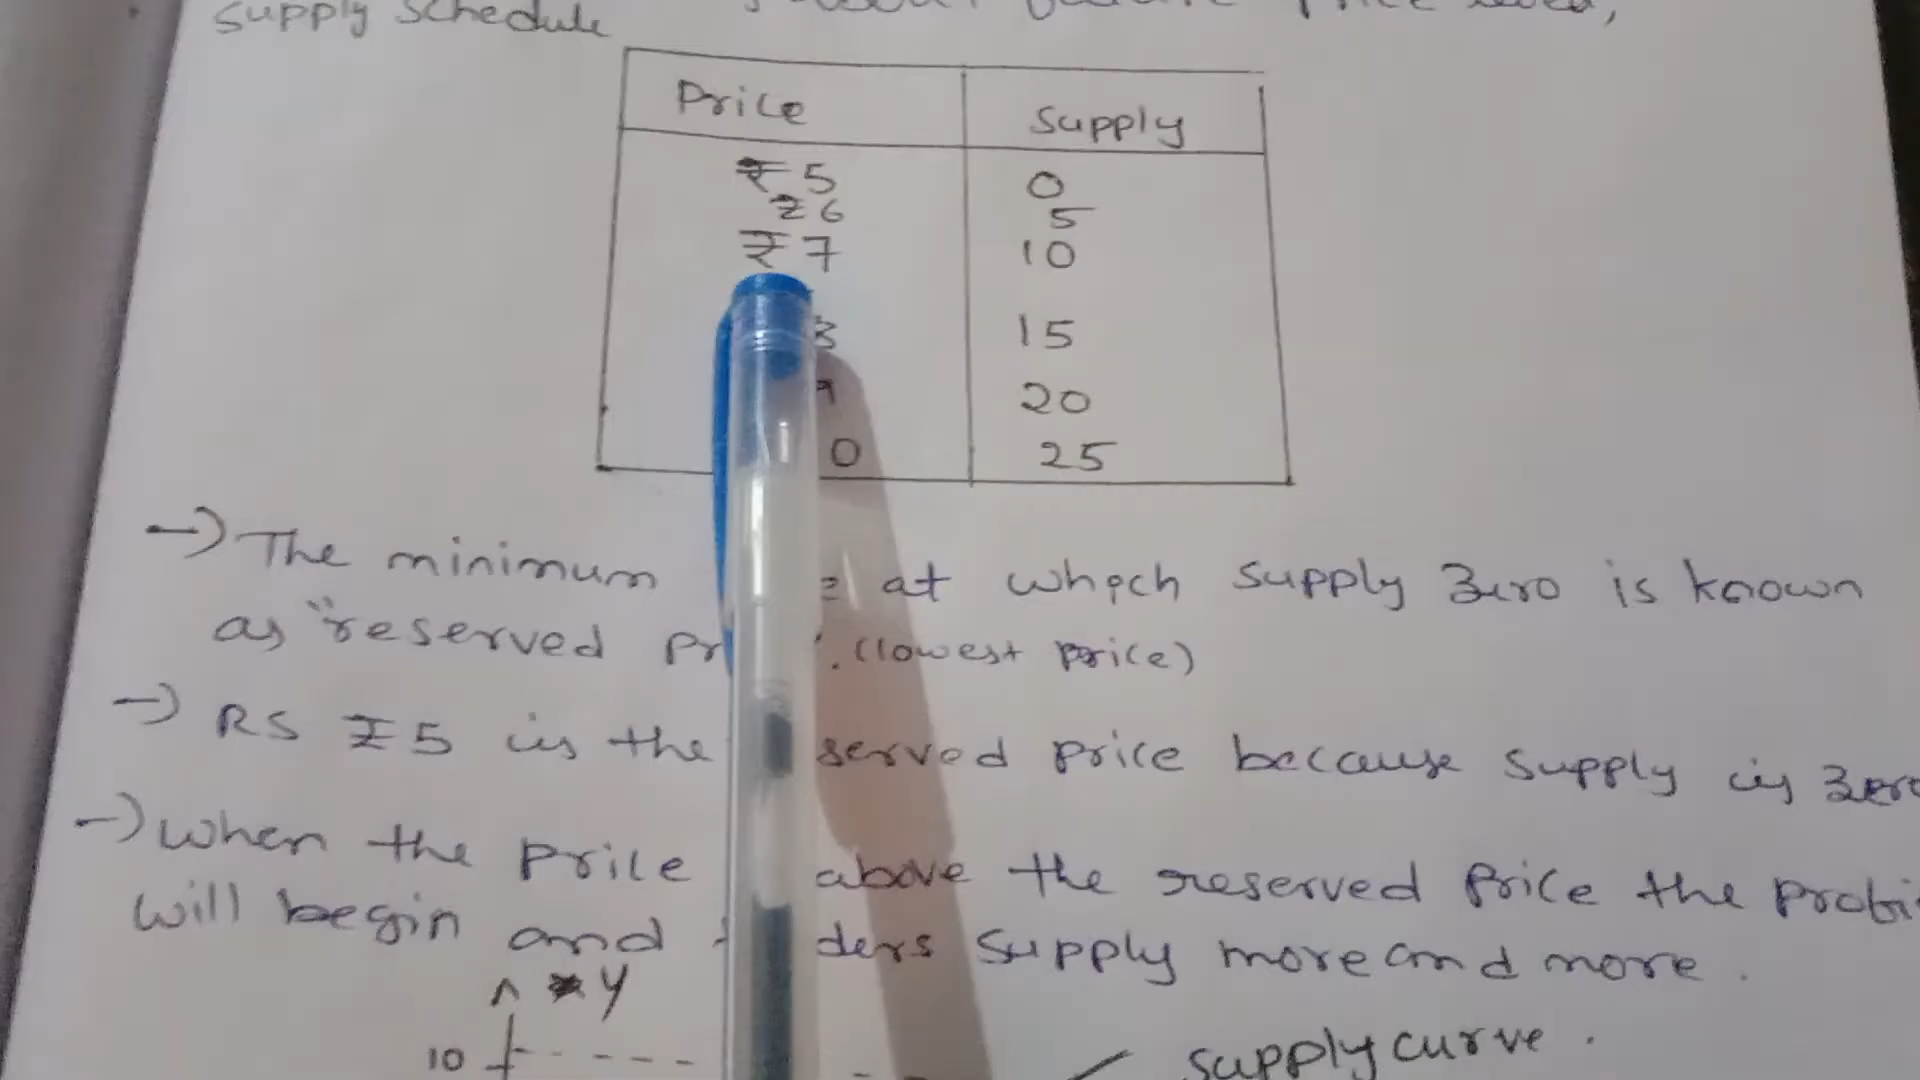 Supply Schedule
Price Supply
₹5 0
₹6 5
₹7 10
15
20
0 25
→ The minimum at which supply Zero is known
as "reserved (lowest price)
→ RS ₹5 is the served price because supply is zero
→ When the price above the reserved price the
will begin and ders supply more and more.
Y
10
supply curve.